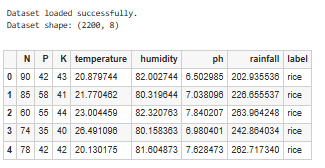 Dataset loaded successfully.
Dataset shape: (2200, 8)
N P K temperature humidity ph rainfall label
0 90 42 43 20.879744 82.002744 6.502985 202.935536 rice
1 85 58 41 21.770462 80.319644 7.038096 226.655537 rice
2 60 55 44 23.004459 82.320763 7.840207 263.964248 rice
3 74 35 40 26.491096 80.158363 6.980401 242.864034 rice
4 78 42 42 20.130175 81.604873 7.628473 262.717340 rice